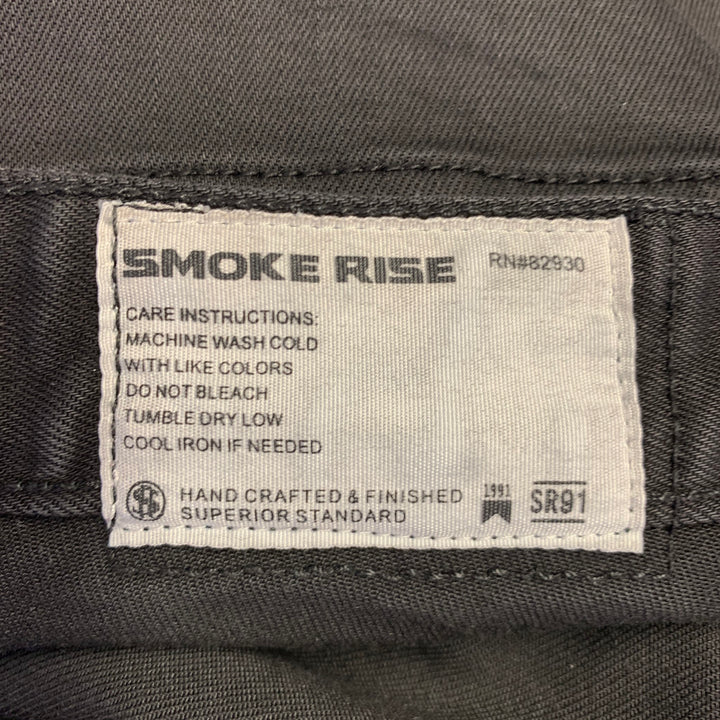 SMOKE RISE RN#82930
CARE INSTRUCTIONS:
MACHINE WASH COLD
WITH LIKE COLORS
DO NOT BLEACH
TUMBLE DRY LOW
COOL IRON IF NEEDED
HAND CRAFTED & FINISHED
SUPERIOR STANDARD
1991
SR91